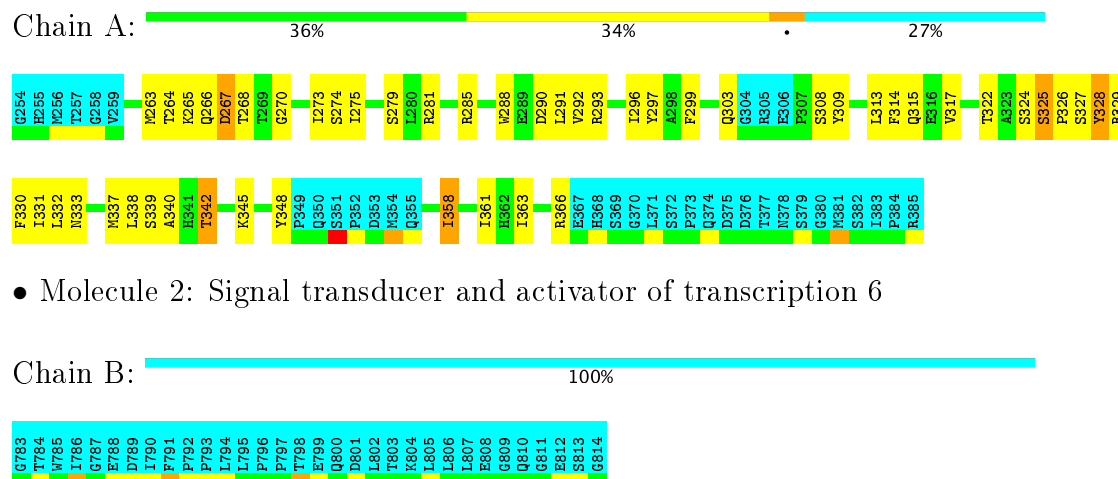 Chain A:
36% 34% • 27%
G254 H255 M256 T257 G258 V259 M263 T264 K265 Q266 D267 T268 T269 G270 I273 S274 I275 S279 L280 R281 R285 W288 E289 D290 L291 V292 R293 I296 Y297 A298 F299 Q303 G304 R305 E306 P307 S308 Y309 L313 F314 Q315 E316 V317 T322 A323 S324 S325 P326 S327 Y328 R329
F330 I331 L332 N333 M337 L338 S339 A340 H341 T342 K345 Y348 P349 Q350 S351 P352 D353 M354 Q355 I358 I361 H362 I363 R366 E367 H368 S369 G370 L371 S372 P373 Q374 D375 D376 T377 N378 S379 G380 M381 S382 I383 P384 R385
• Molecule 2: Signal transducer and activator of transcription 6
Chain B:
100%
G783 T784 W785 I786 G787 E788 D789 I790 F791 P792 P793 L794 L795 P796 P797 T798 E799 Q800 D801 L802 T803 K804 L805 L806 L807 E808 G809 Q810 G811 E812 S813 G814